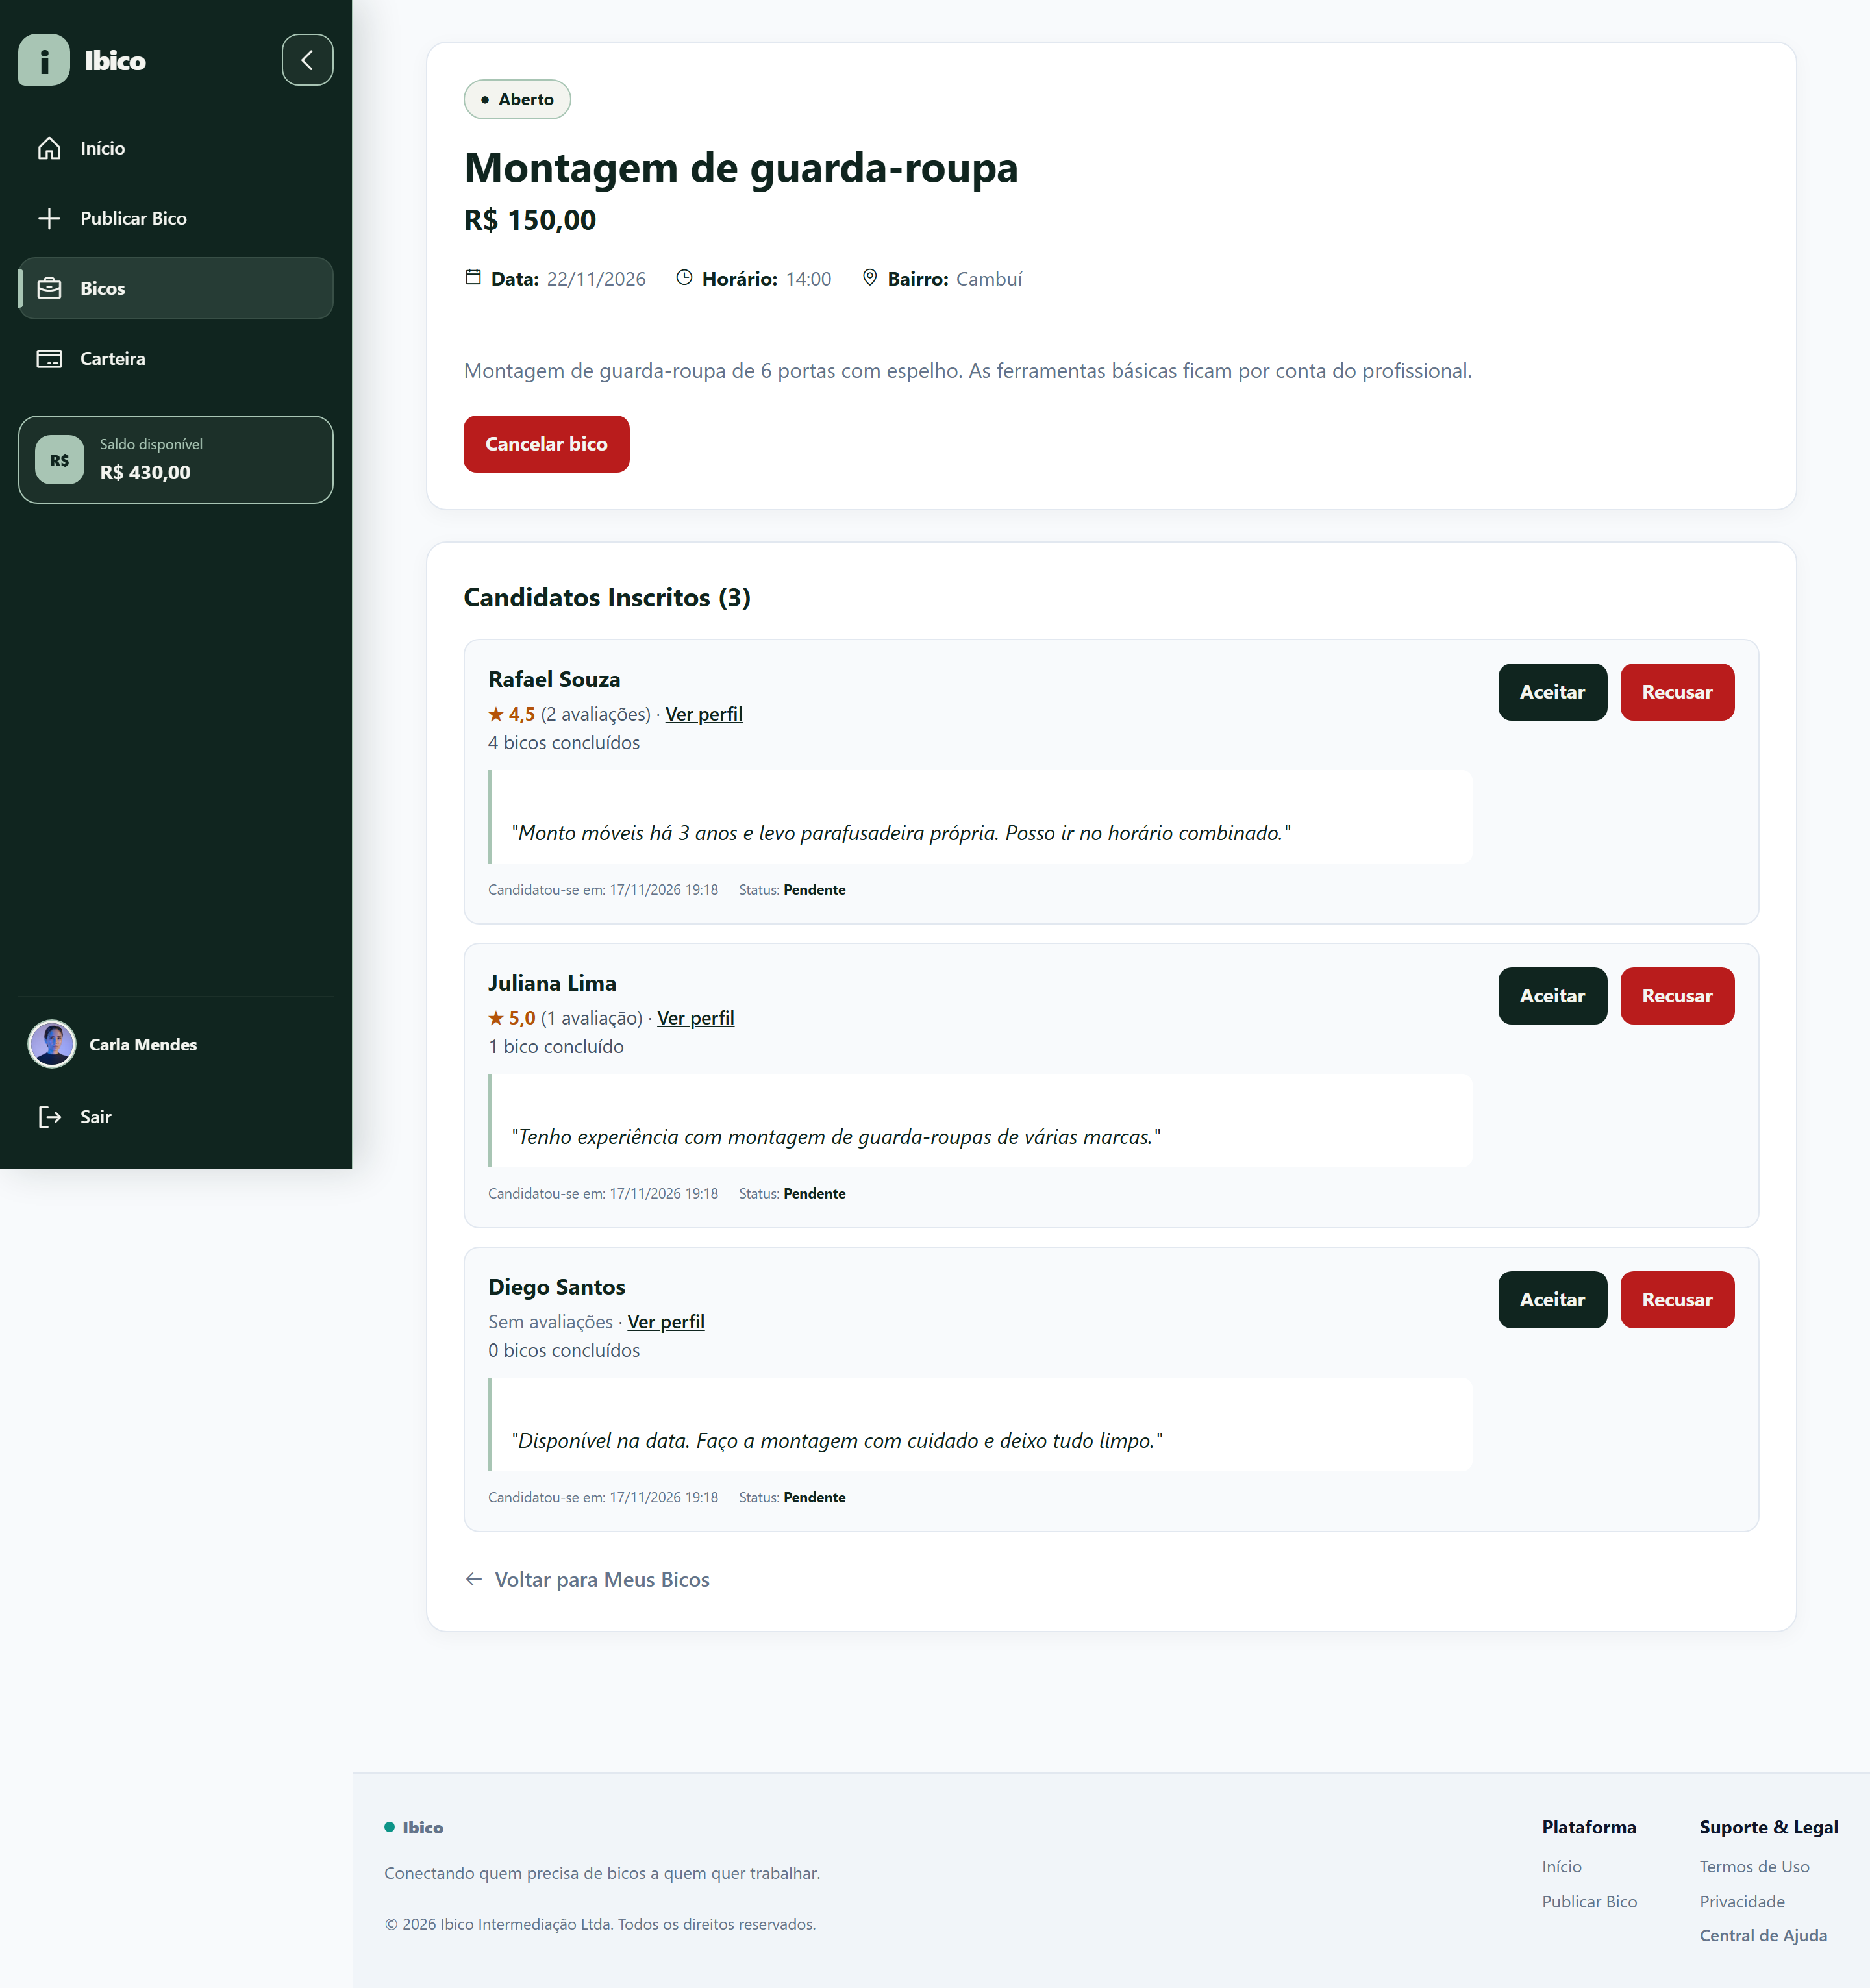 i
Ibico
Início
Publicar Bico
Bicos
Carteira
R$
Saldo disponível
R$ 430,00
Carla Mendes
Sair
Aberto
Montagem de guarda-roupa
R$ 150,00
Data: 22/11/2026 Horário: 14:00 Bairro: Cambuí
Montagem de guarda-roupa de 6 portas com espelho. As ferramentas básicas ficam por conta do profissional.
Cancelar bico
Candidatos Inscritos (3)
Rafael Souza
★ 4,5 (2 avaliações) · Ver perfil
4 bicos concluídos
"Monto móveis há 3 anos e levo parafusadeira própria. Posso ir no horário combinado."
Candidatou-se em: 17/11/2026 19:18 Status: Pendente
Aceitar
Recusar
Juliana Lima
★ 5,0 (1 avaliação) · Ver perfil
1 bico concluído
"Tenho experiência com montagem de guarda-roupas de várias marcas."
Candidatou-se em: 17/11/2026 19:18 Status: Pendente
Aceitar
Recusar
Diego Santos
Sem avaliações · Ver perfil
0 bicos concluídos
"Disponível na data. Faço a montagem com cuidado e deixo tudo limpo."
Candidatou-se em: 17/11/2026 19:18 Status: Pendente
Aceitar
Recusar
← Voltar para Meus Bicos
Ibico
Conectando quem precisa de bicos a quem quer trabalhar.
© 2026 Ibico Intermediação Ltda. Todos os direitos reservados.
Plataforma
Início
Publicar Bico
Suporte & Legal
Termos de Uso
Privacidade
Central de Ajuda